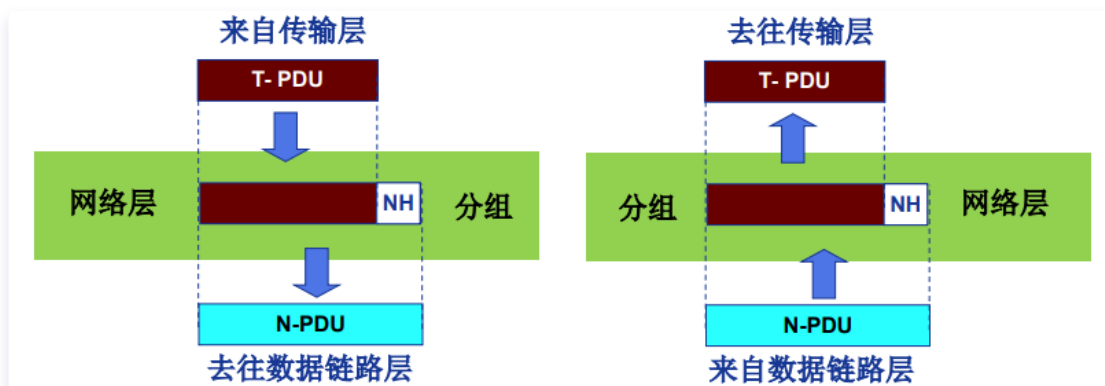 来自传输层
T- PDU
网络层
NH
分组
N-PDU
去往数据链路层
去往传输层
T- PDU
分组
NH
网络层
N-PDU
来自数据链路层